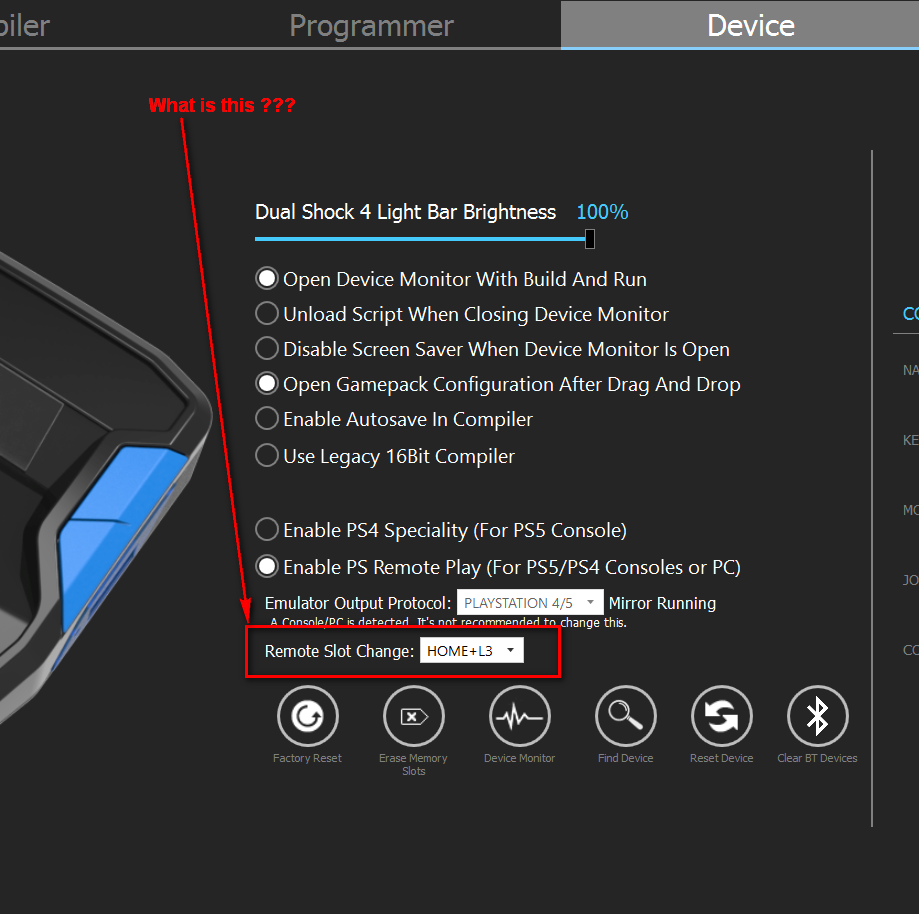 piler Programmer Device
What is this ???
Dual Shock 4 Light Bar Brightness 100%
Open Device Monitor With Build And Run
Unload Script When Closing Device Monitor
CO
Disable Screen Saver When Device Monitor Is Open
NA
Open Gamepack Configuration After Drag And Drop
Enable Autosave In Compiler
KE
Use Legacy 16Bit Compiler
MO
Enable PS4 Speciality (For PS5 Console)
Enable PS Remote Play (For PS5/PS4 Consoles or PC)
JO
Emulator Output Protocol: PLAYSTATION 4/5 Mirror Running
A Console/PC is detected. It's not recommended to change this.
Remote Slot Change: HOME+L3
CO
Factory Reset
Erase Memory Slots
Device Monitor
Find Device
Reset Device
Clear BT Devices